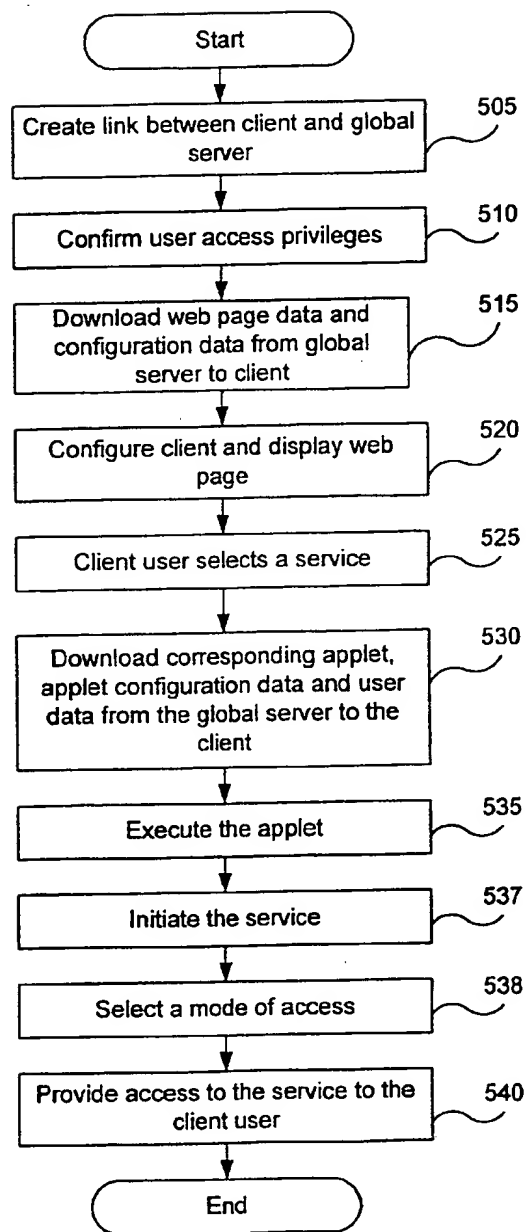 Start
Create link between client and global
server
505
Confirm user access privileges
510
Download web page data and
configuration data from global
server to client
515
Configure client and display web
page
520
Client user selects a service
525
Download corresponding applet,
applet configuration data and user
data from the global server to the
client
530
Execute the applet
535
Initiate the service
537
Select a mode of access
538
Provide access to the service to the
client user
540
End